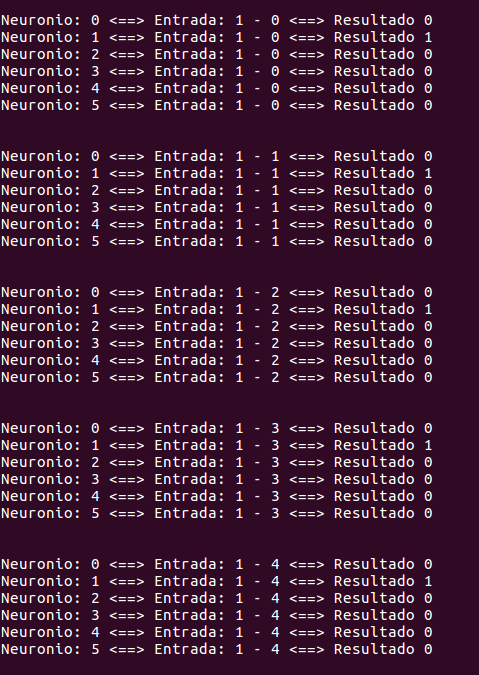 Neuronio: 0 <==> Entrada: 1 - 0 <==> Resultado 0
Neuronio: 1 <==> Entrada: 1 - 0 <==> Resultado 1
Neuronio: 2 <==> Entrada: 1 - 0 <==> Resultado 0
Neuronio: 3 <==> Entrada: 1 - 0 <==> Resultado 0
Neuronio: 4 <==> Entrada: 1 - 0 <==> Resultado 0
Neuronio: 5 <==> Entrada: 1 - 0 <==> Resultado 0
Neuronio: 0 <==> Entrada: 1 - 1 <==> Resultado 0
Neuronio: 1 <==> Entrada: 1 - 1 <==> Resultado 1
Neuronio: 2 <==> Entrada: 1 - 1 <==> Resultado 0
Neuronio: 3 <==> Entrada: 1 - 1 <==> Resultado 0
Neuronio: 4 <==> Entrada: 1 - 1 <==> Resultado 0
Neuronio: 5 <==> Entrada: 1 - 1 <==> Resultado 0
Neuronio: 0 <==> Entrada: 1 - 2 <==> Resultado 0
Neuronio: 1 <==> Entrada: 1 - 2 <==> Resultado 1
Neuronio: 2 <==> Entrada: 1 - 2 <==> Resultado 0
Neuronio: 3 <==> Entrada: 1 - 2 <==> Resultado 0
Neuronio: 4 <==> Entrada: 1 - 2 <==> Resultado 0
Neuronio: 5 <==> Entrada: 1 - 2 <==> Resultado 0
Neuronio: 0 <==> Entrada: 1 - 3 <==> Resultado 0
Neuronio: 1 <==> Entrada: 1 - 3 <==> Resultado 1
Neuronio: 2 <==> Entrada: 1 - 3 <==> Resultado 0
Neuronio: 3 <==> Entrada: 1 - 3 <==> Resultado 0
Neuronio: 4 <==> Entrada: 1 - 3 <==> Resultado 0
Neuronio: 5 <==> Entrada: 1 - 3 <==> Resultado 0
Neuronio: 0 <==> Entrada: 1 - 4 <==> Resultado 0
Neuronio: 1 <==> Entrada: 1 - 4 <==> Resultado 1
Neuronio: 2 <==> Entrada: 1 - 4 <==> Resultado 0
Neuronio: 3 <==> Entrada: 1 - 4 <==> Resultado 0
Neuronio: 4 <==> Entrada: 1 - 4 <==> Resultado 0
Neuronio: 5 <==> Entrada: 1 - 4 <==> Resultado 0